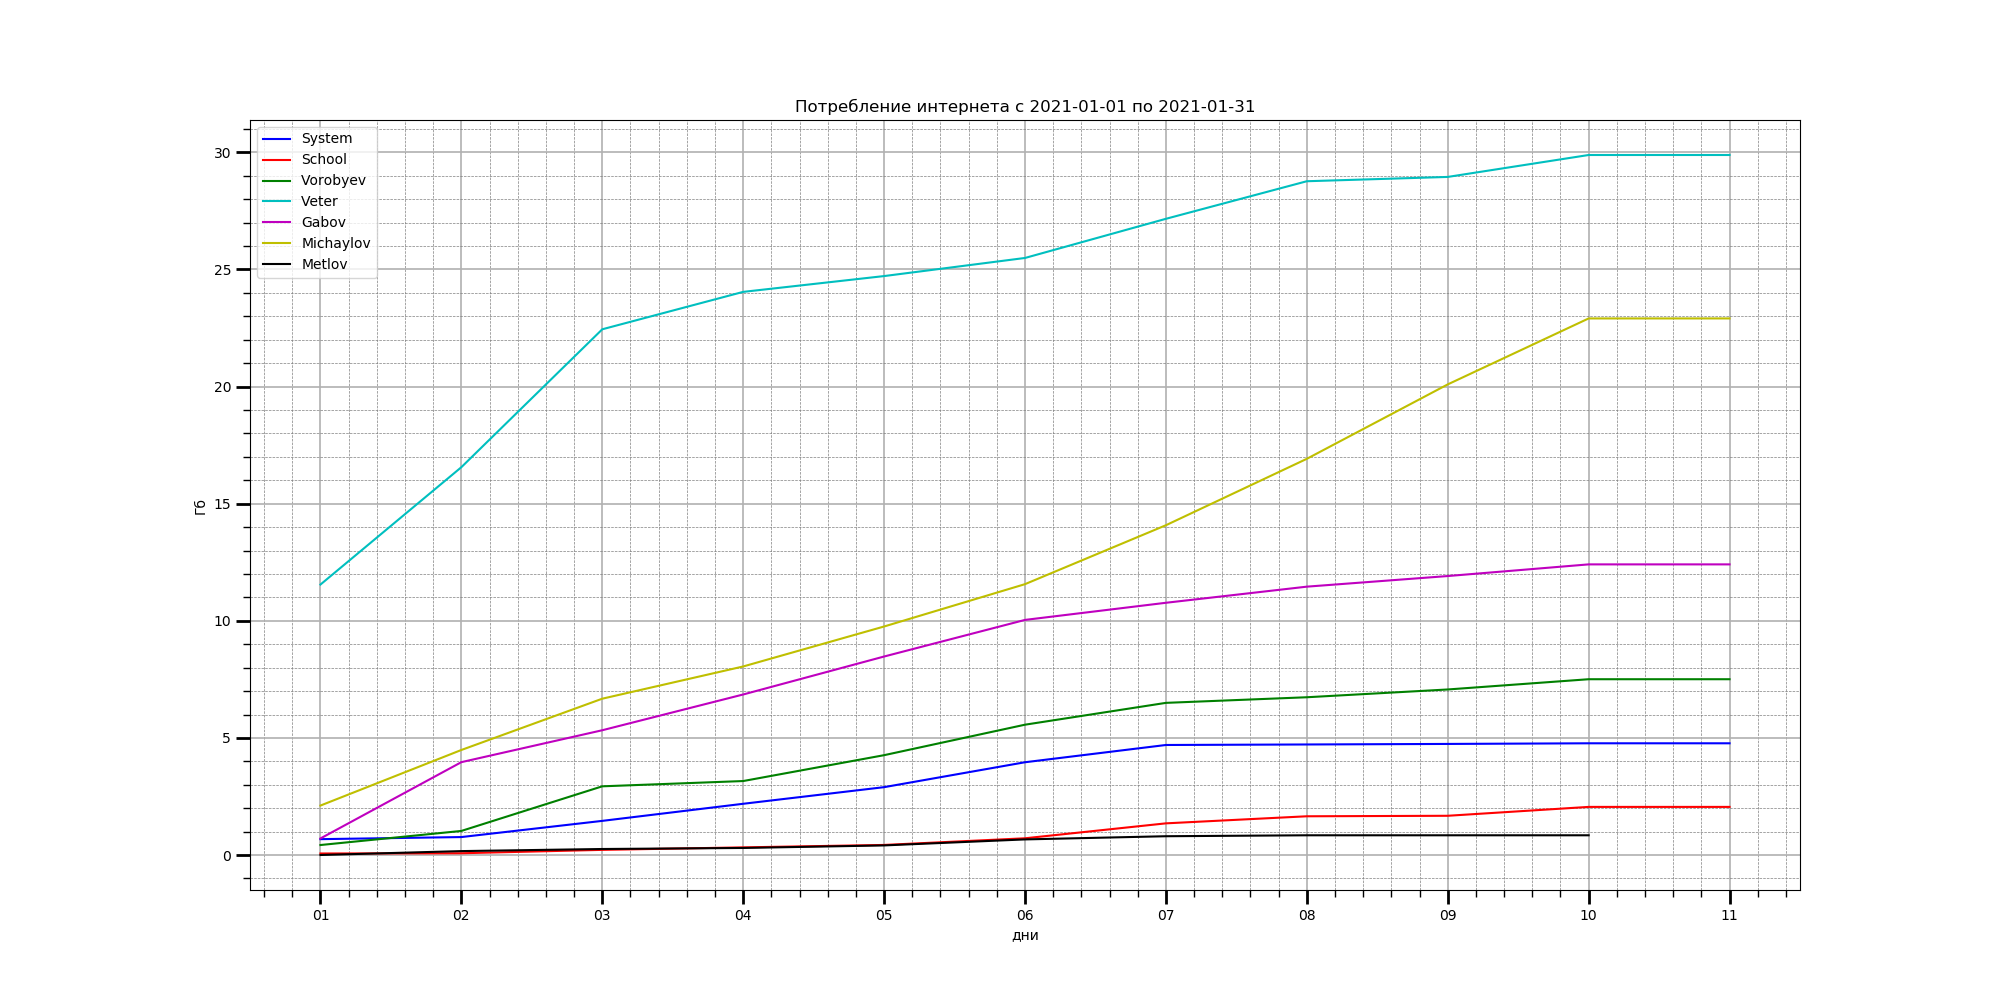 Потребление интернета с 2021-01-01 по 2021-01-31
System
School
Vorobyev
Veter
Gabov
Michaylov
Metlov
30
25
20
15
10
5
0
Гб
01 02 03 04 05 06 07 08 09 10 11
дни